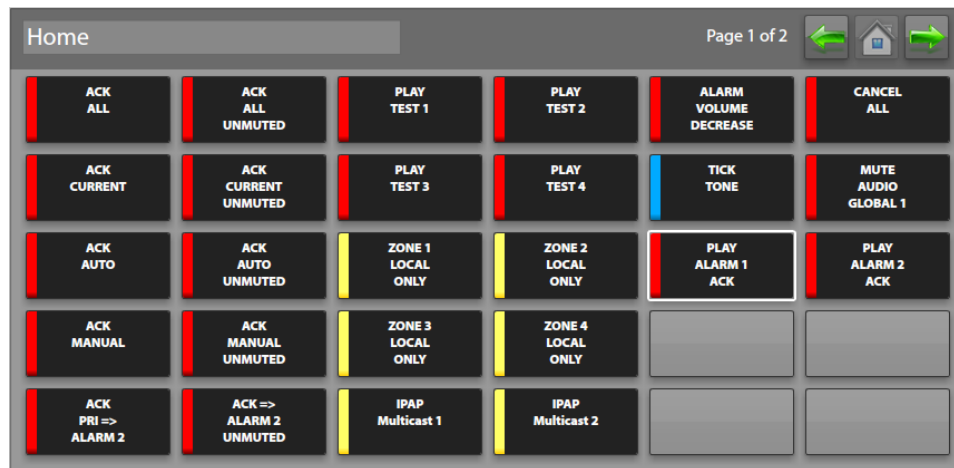 Home
Page 1 of 2
ACK
ALL
ACK
ALL
UNMUTED
PLAY
TEST 1
PLAY
TEST 2
ALARM
VOLUME
DECREASE
CANCEL
ALL
ACK
CURRENT
ACK
CURRENT
UNMUTED
PLAY
TEST 3
PLAY
TEST 4
TICK
TONE
MUTE
AUDIO
GLOBAL 1
ACK
AUTO
ACK
AUTO
UNMUTED
ZONE 1
LOCAL
ONLY
ZONE 2
LOCAL
ONLY
PLAY
ALARM 1
ACK
PLAY
ALARM 2
ACK
ACK
MANUAL
ACK
MANUAL
UNMUTED
ZONE 3
LOCAL
ONLY
ZONE 4
LOCAL
ONLY
ACK
PRI =>
ALARM 2
ACK =>
ALARM 2
UNMUTED
IPAP
Multicast 1
IPAP
Multicast 2